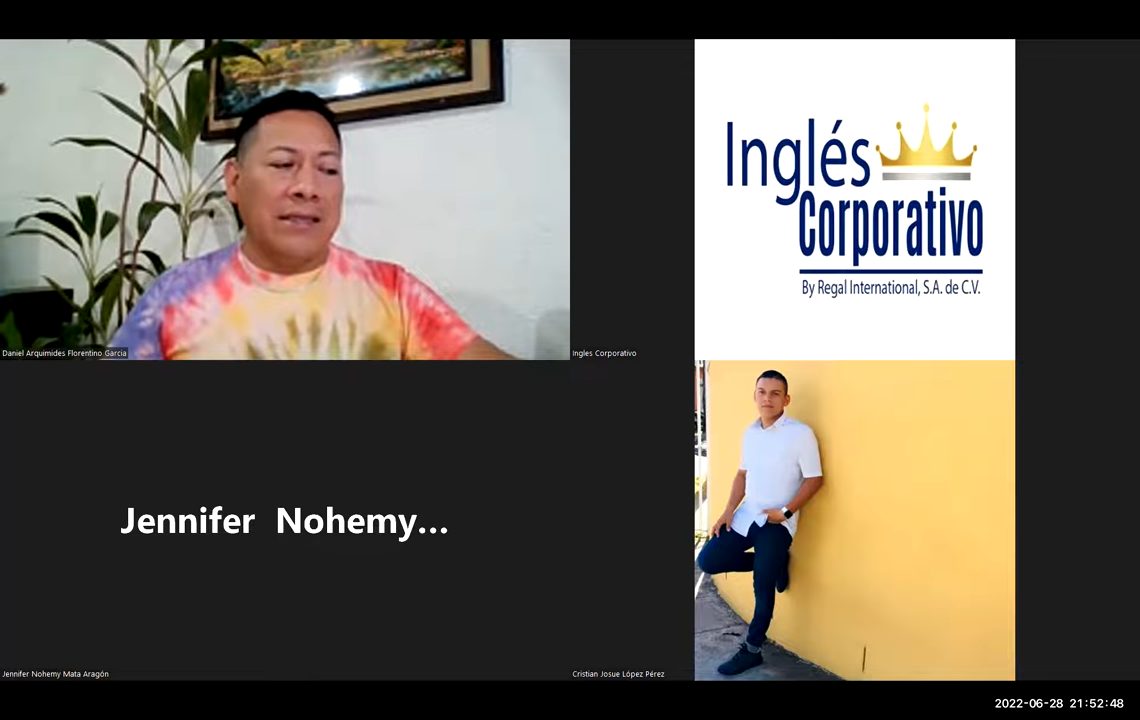 Inglés
Corporativo
By Regal International, S.A. de C.V.
Daniel Arquímides Florentino Garcia
Ingles Corporativo
Jennifer Nohemy...
Jennifer Nohemy Mata Aragón
Cristian Josue López Pérez
2022-06-28 21:52:48